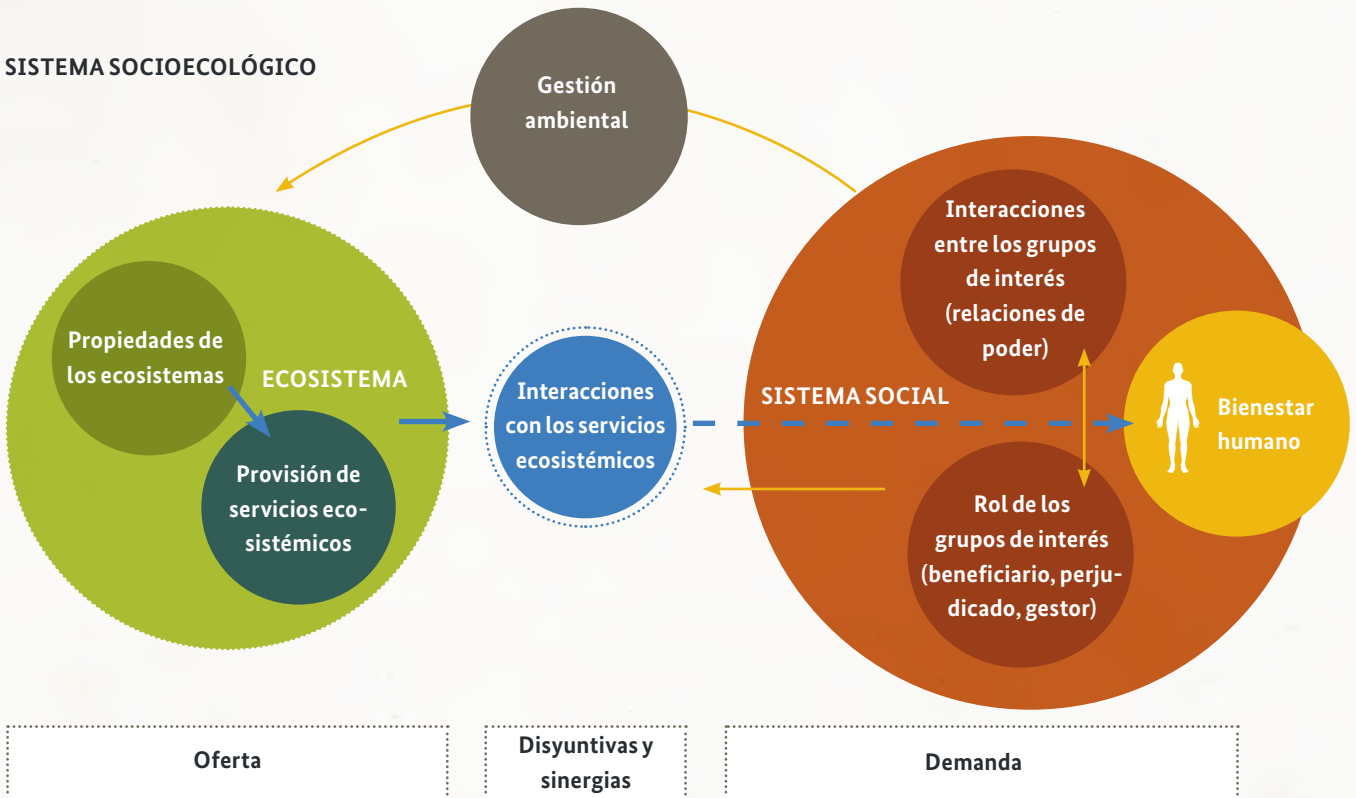 SISTEMA SOCIOECOLÓGICO
Gestión
ambiental
Propiedades de
los ecosistemas
ECOSISTEMA
Provisión de
servicios eco-
sistémicos
Interacciones
con los servicios
ecosistémicos
SISTEMA SOCIAL
Interacciones
entre los grupos
de interés
(relaciones de
poder)
Rol de los
grupos de interés
(beneficiario, perju-
dicado, gestor)
Bienestar
humano
Oferta
Disyuntivas y
sinergias
Demanda